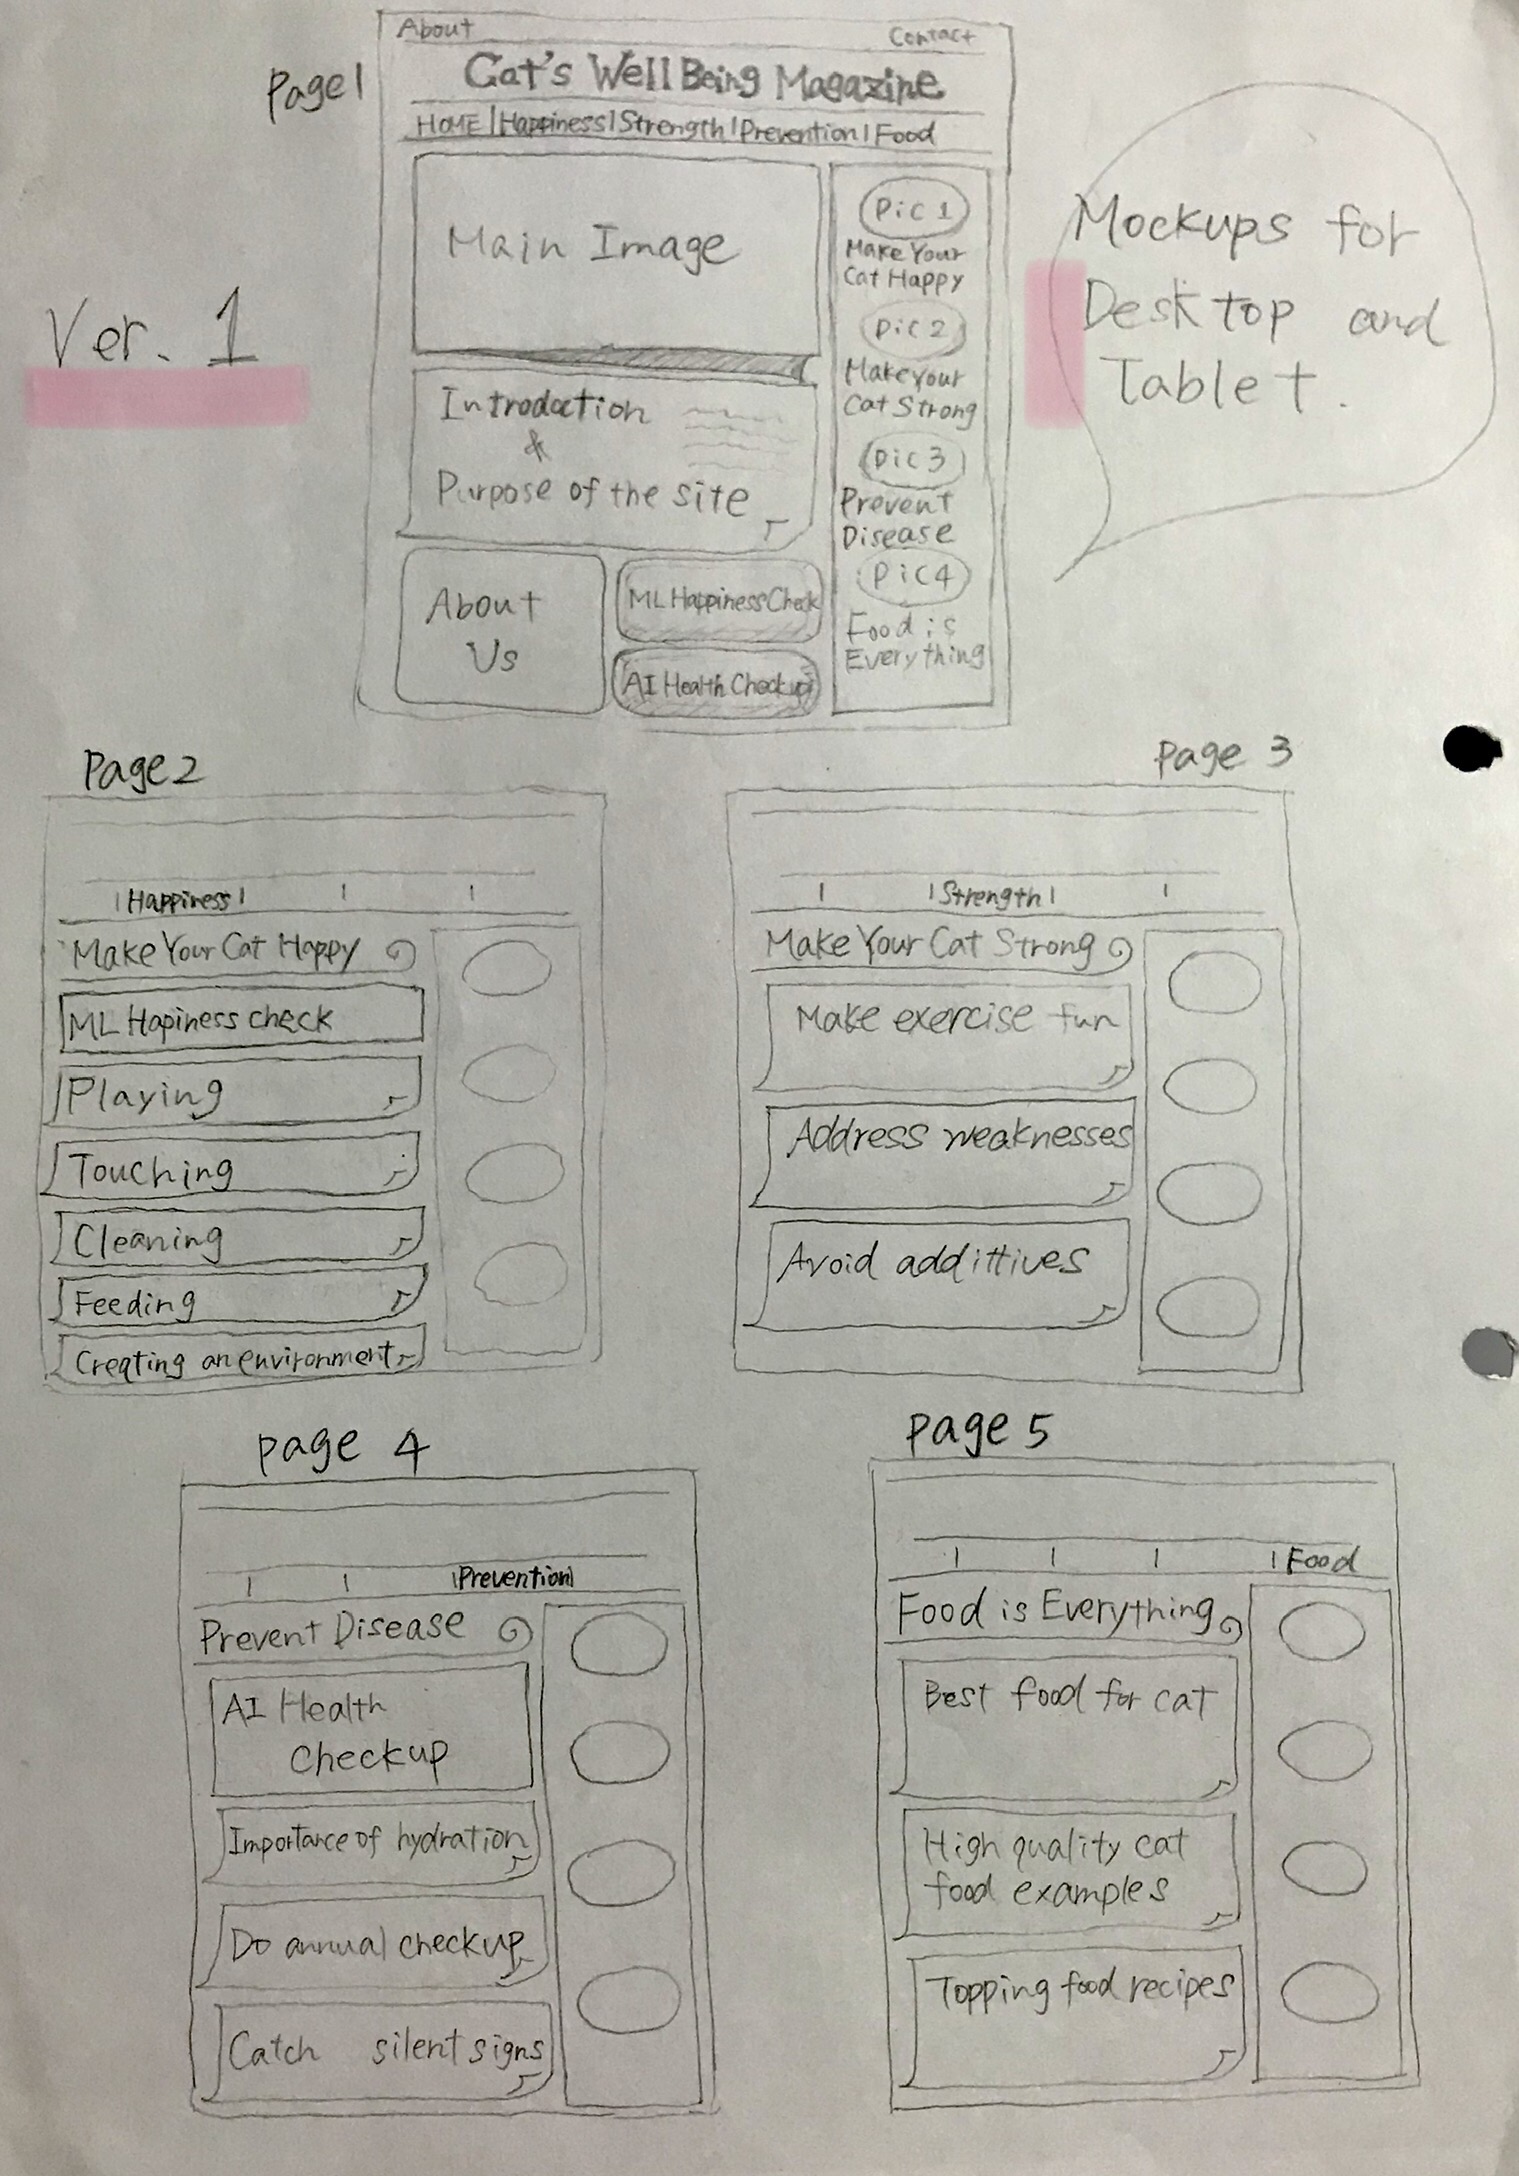 Page 1
About
Contact
Cat's Well Being Magazine
HOME | Happiness | Strength | Prevention | Food
Main Image
Pic 1
Make Your
Cat Happy
Pic 2
Make Your
Cat Strong
Pic 3
Prevent
Disease
Pic 4
Food is
Everything
Introduction
&
Purpose of the site
About
Us
ML Happiness Check
AI Health Checkup
Ver. 1
Mockups for
Desktop and
Tablet.
Page 2
| Happiness | | |
Make Your Cat Happy
ML Hapiness check
Playing
Touching
Cleaning
Feeding
Creating an environment
Page 3
| | Strength | |
Make Your Cat Strong
Make exercise fun
Address weaknesses
Avoid addittives
page 4
| | | Prevention |
Prevent Disease
AI Health
checkup
Importance of hydration
Do annual checkup
Catch silent signs
page 5
| | | | Food
Food is Everything
Best food for cat
High quality cat
food examples
Topping food recipes